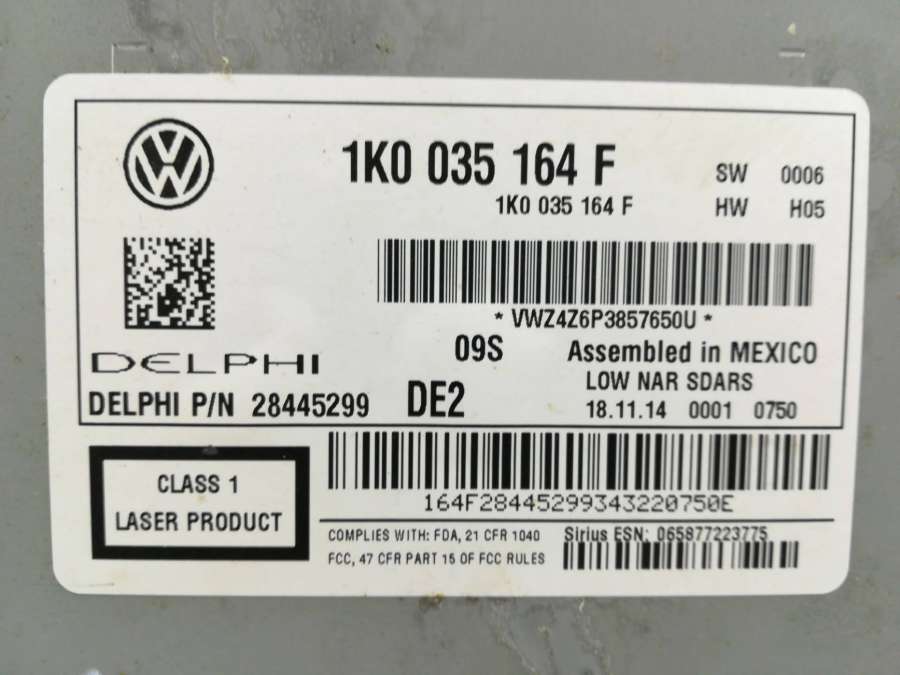 1K0 035 164 F
SW 0006
1K0 035 164 F
HW H05
* VWZ4Z6P3857650U *
DELPHI
09S
Assembled in MEXICO
LOW NAR SDARS
DELPHI P/N 28445299
DE2
18.11.14 0001 0750
CLASS 1
LASER PRODUCT
164F28445299343220750E
COMPLIES WITH: FDA, 21 CFR 1040
FCC, 47 CFR PART 15 OF FCC RULES
Sirius ESN: 065877223775